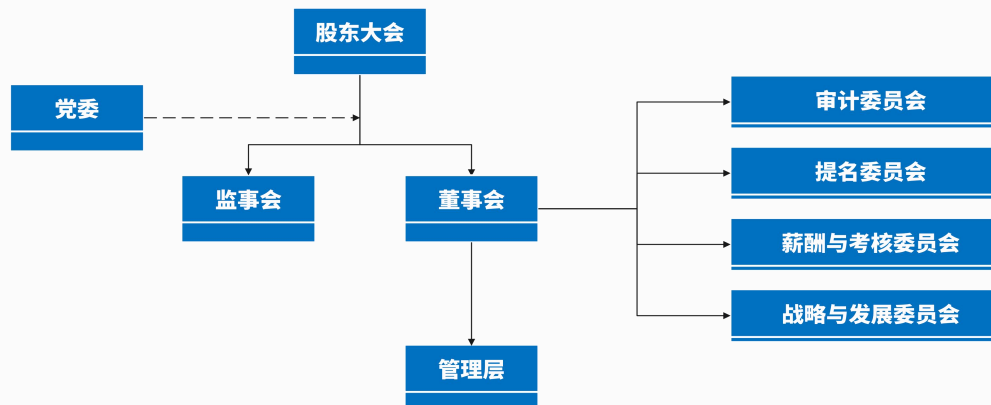 股东大会
党委
审计委员会
提名委员会
监事会
董事会
薪酬与考核委员会
战略与发展委员会
管理层